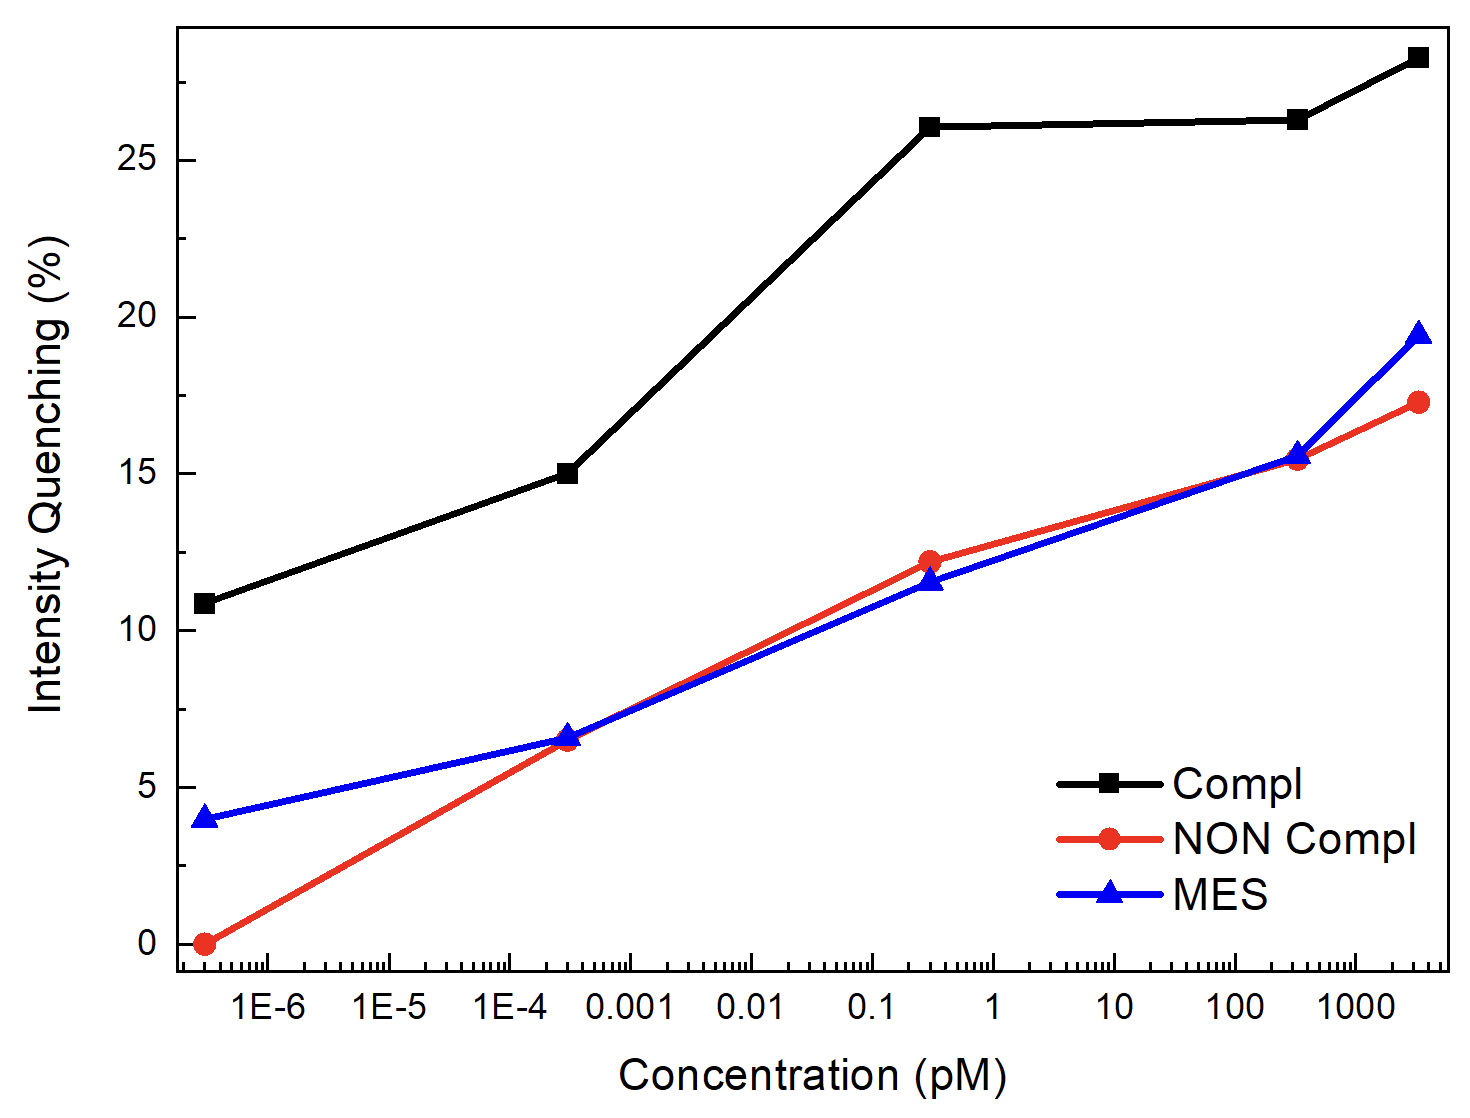 Intensity Quenching (%)
25
20
15
10
5
0
Compl
NON Compl
MES
1E-6 1E-5 1E-4 0.001 0.01 0.1 1 10 100 1000
Concentration (pM)